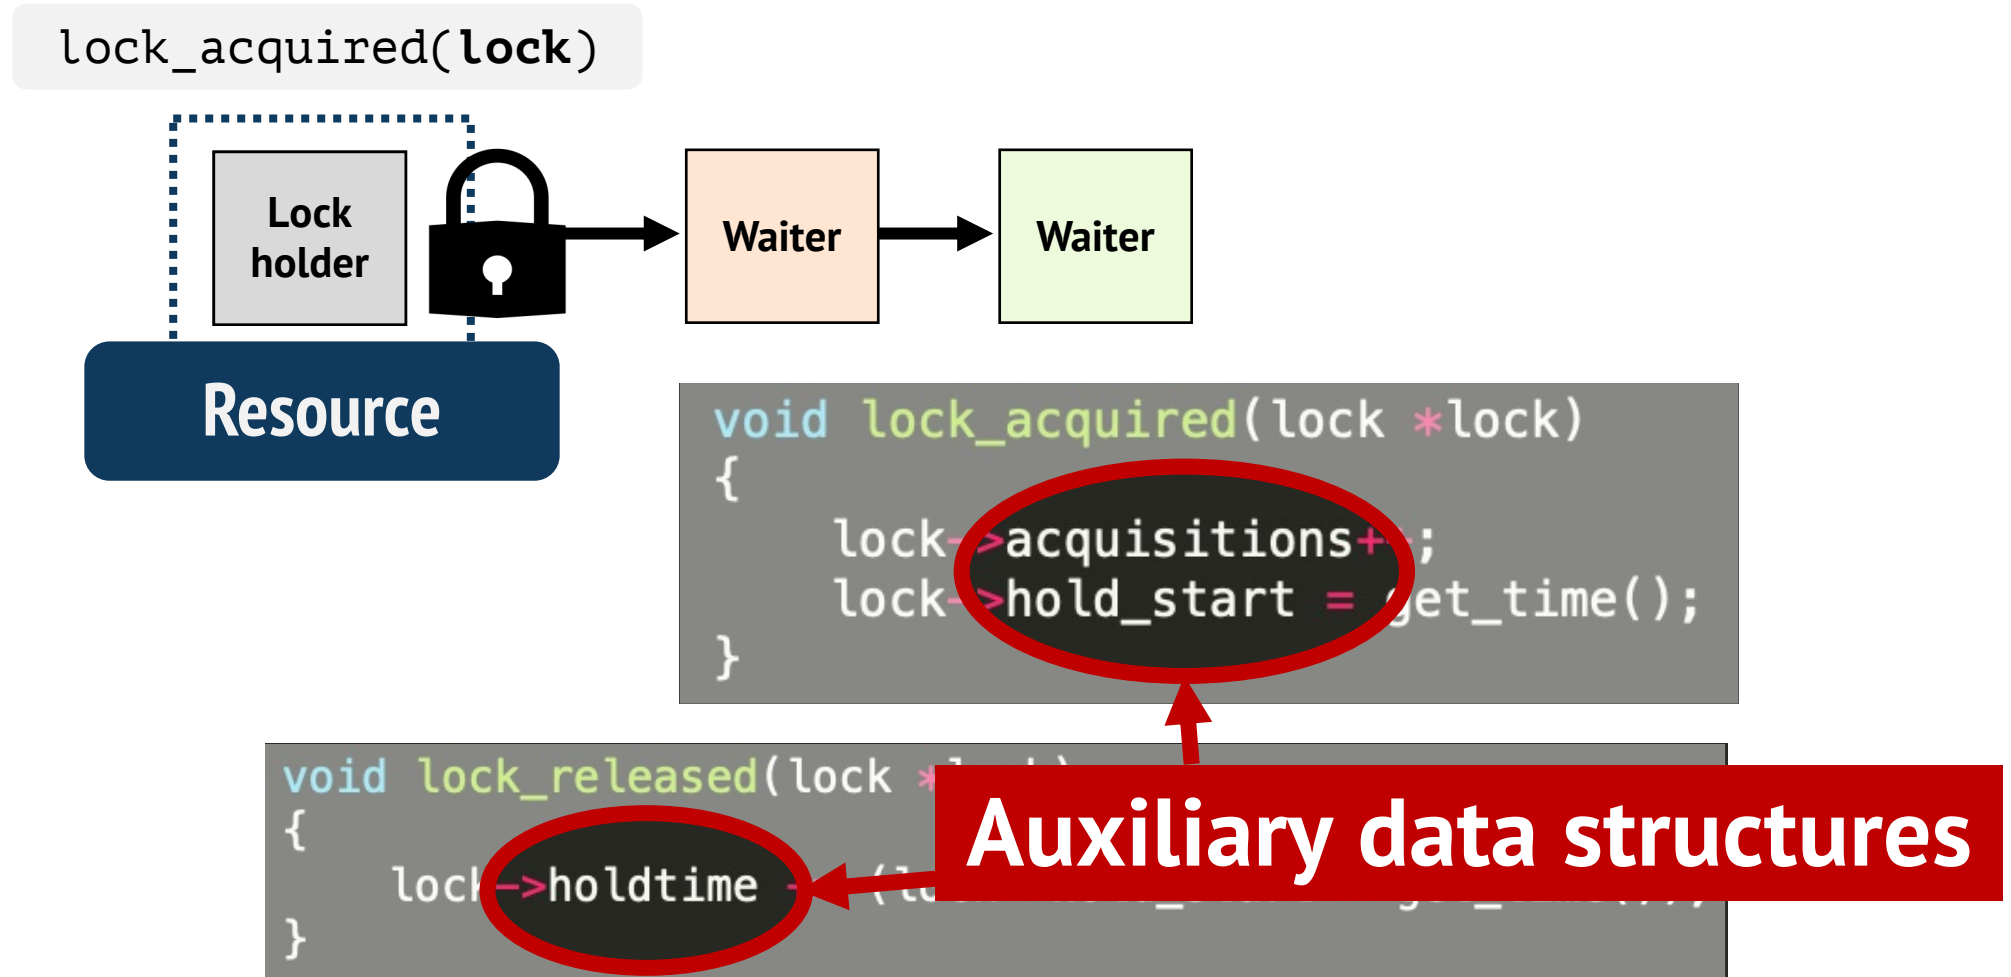 lock_acquired(lock)
Lock
holder
Waiter
Waiter
Resource
void lock_acquired(lock *lock)
{
lock->acquisitions++;
lock->hold_start = get_time();
}
void lock_released(lock
{
lock->holdtime
}
Auxiliary data structures